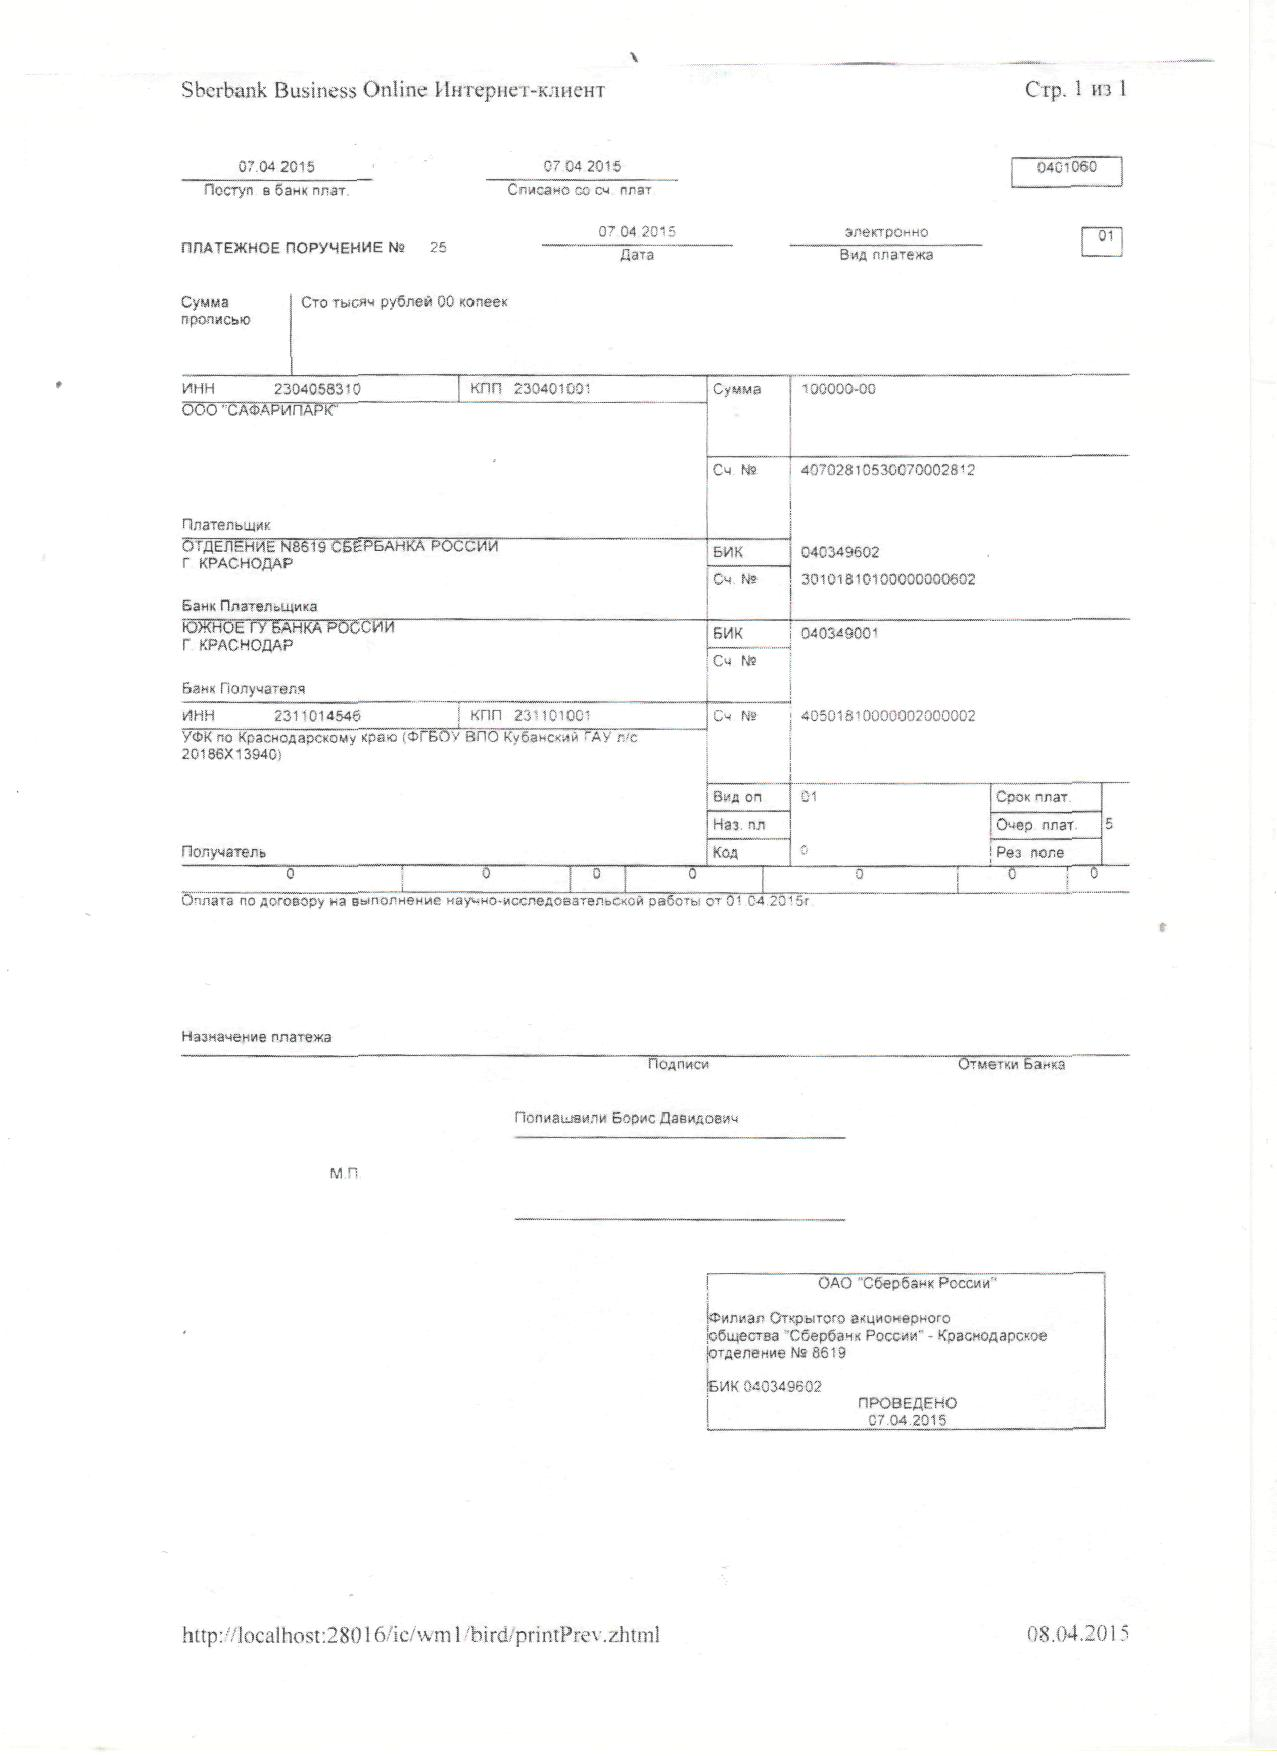 Sberbank Business Online Интернет-клиент Стр. 1 из 1
07.04.2015 07.04.2015 0401060
Поступ. в банк плат. Списано со сч. плат.
ПЛАТЕЖНОЕ ПОРУЧЕНИЕ № 25 07.04.2015 электронно 01
Дата Вид платежа
Сумма прописью Сто тысяч рублей 00 копеек
ИНН 2304058310 КПП 230401001 Сумма 100000-00
ООО "САФАРИПАРК"
Сч. № 40702810530070002812
Плательщик
ОТДЕЛЕНИЕ N8619 СБЕРБАНКА РОССИИ БИК 040349602
Г. КРАСНОДАР
Сч. № 30101810100000000602
Банк Плательщика
ЮЖНОЕ ГУ БАНКА РОССИИ БИК 040349001
Г. КРАСНОДАР
Сч. №
Банк Получателя
ИНН 2311014546 КПП 231101001 Сч. № 40501810000002000002
УФК по Краснодарскому краю (ФГБОУ ВПО Кубанский ГАУ л/с
20186Х13940)
Вид оп. 01 Срок плат.
Наз. пл. Очер. плат. 5
Получатель Код 0 Рез. поле
0 0 0 0 0 0 0
Оплата по договору на выполнение научно-исследовательской работы от 01.04.2015г.
Назначение платежа
Подписи Отметки Банка
Попиашвили Борис Давидович
М.П.
ОАО "Сбербанк России"
Филиал Открытого акционерного
общества "Сбербанк России" - Краснодарское
отделение № 8619
БИК 040349602
ПРОВЕДЕНО
07.04.2015
http://localhost:28016/ic/wm1/bird/printPrev.zhtml 08.04.2015